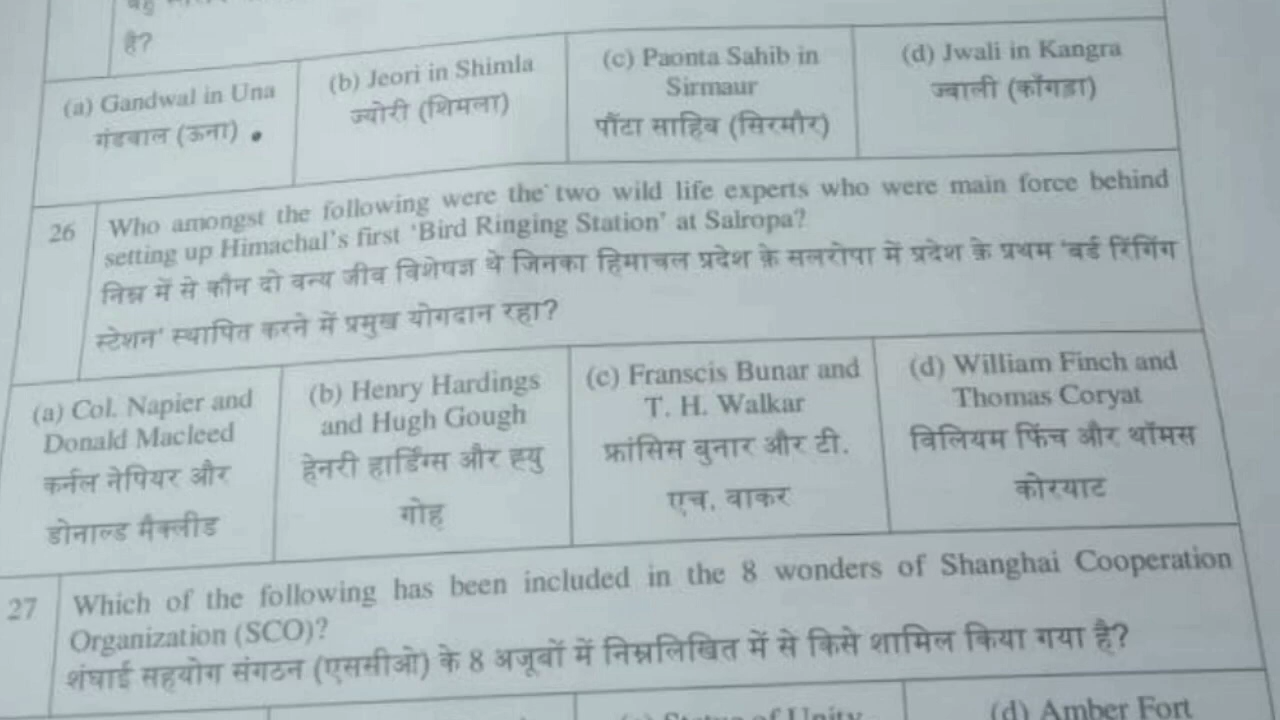 है?
(a) Gandwal in Una
गंडवाल (ऊना)
(b) Jeori in Shimla
ज्योरी (शिमला)
(c) Paonta Sahib in
Sirmaur
पौंटा साहिब (सिरमौर)
(d) Jwali in Kangra
ज्वाली (काँगड़ा)
26
Who amongst the following were the two wild life experts who were main force behind
setting up Himachal's first 'Bird Ringing Station' at Salropa?
निम्न में से कौन दो वन्य जीव विशेषज्ञ थे जिनका हिमाचल प्रदेश के सलरोपा में प्रदेश के प्रथम 'बर्ड रिंगिंग
स्टेशन' स्थापित करने में प्रमुख योगदान रहा?
(a) Col. Napier and
Donald Macleed
कर्नल नेपियर और
डोनाल्ड मैक्लीड
(b) Henry Hardings
and Hugh Gough
हेनरी हार्डिंग्स और ह्यु
गोह
(c) Franscis Bunar and
T. H. Walkar
फ्रांसिस बुनार और टी.
एच. वाकर
(d) William Finch and
Thomas Coryat
विलियम फिंच और थॉमस
कोरयाट
27
Which of the following has been included in the 8 wonders of Shanghai Cooperation
Organization (SCO)?
शंघाई सहयोग संगठन (एससीओ) के 8 अजूबों में निम्नलिखित में से किसे शामिल किया गया है?
(c) Statue of Unity
(d) Amber Fort